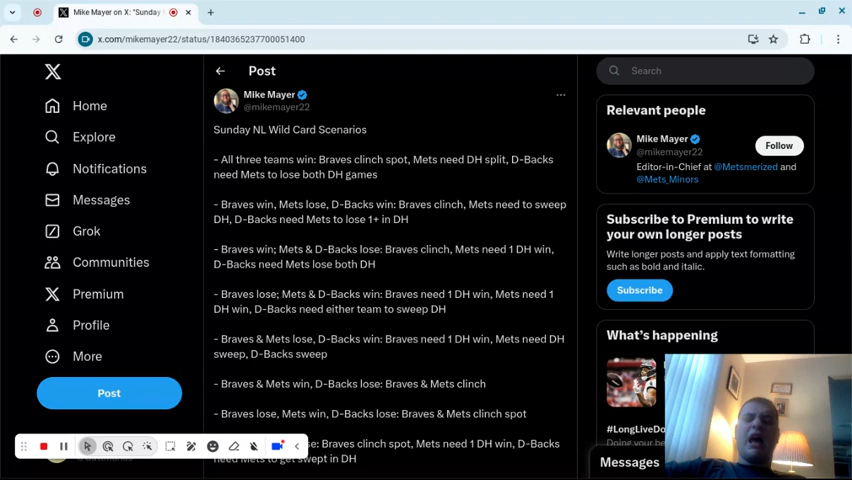 Mike Mayer on X: "Sunday
x.com/mikemayer22/status/1840365237700051400
Home
Explore
Notifications
Messages
Grok
Communities
Premium
Profile
More
Post
Post
Mike Mayer
@mikemayer22
Sunday NL Wild Card Scenarios
- All three teams win: Braves clinch spot, Mets need DH split, D-Backs
need Mets to lose both DH games
- Braves win, Mets lose, D-Backs win: Braves clinch, Mets need to sweep
DH, D-Backs need Mets to lose 1+ in DH
- Braves win; Mets & D-Backs lose: Braves clinch, Mets need 1 DH win,
D-Backs need Mets lose both DH
- Braves lose; Mets & D-Backs win: Braves need 1 DH win, Mets need 1
DH win, D-Backs need either team to sweep DH
- Braves & Mets lose, D-Backs win: Braves need 1 DH win, Mets need DH
sweep, D-Backs sweep
- Braves & Mets win, D-Backs lose: Braves & Mets clinch
- Braves lose, Mets win, D-Backs lose: Braves & Mets clinch spot
se: Braves clinch spot, Mets need 1 DH win, D-Backs
need Mets to get swept in DH
Search
Relevant people
Mike Mayer
@mikemayer22
Follow
Editor-in-Chief at @Metsmerized and
@Mets_Minors
Subscribe to Premium to write
your own longer posts
Write longer posts and apply text formatting
such as bold and italic.
Subscribe
What's happening
#LongLiveDo
Doing your be
Messages